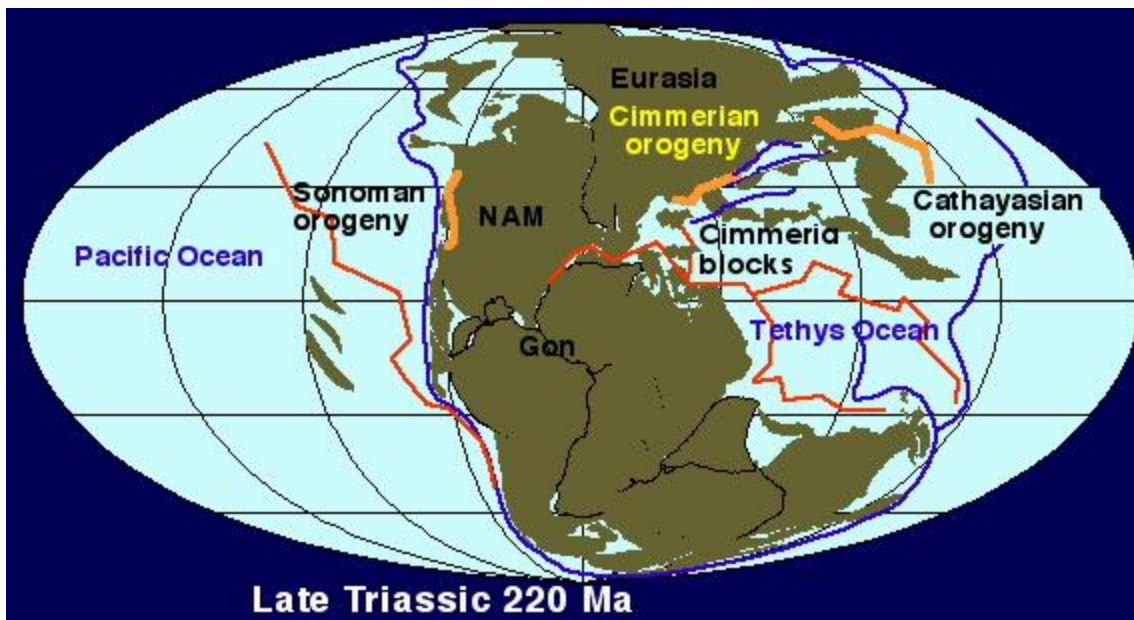 Eurasia
Cimmerian
orogeny
Sonoman
orogeny
NAM
Cathayasian
orogeny
Pacific Ocean
Cimmeria
blocks
Gon
Tethys Ocean
Late Triassic 220 Ma